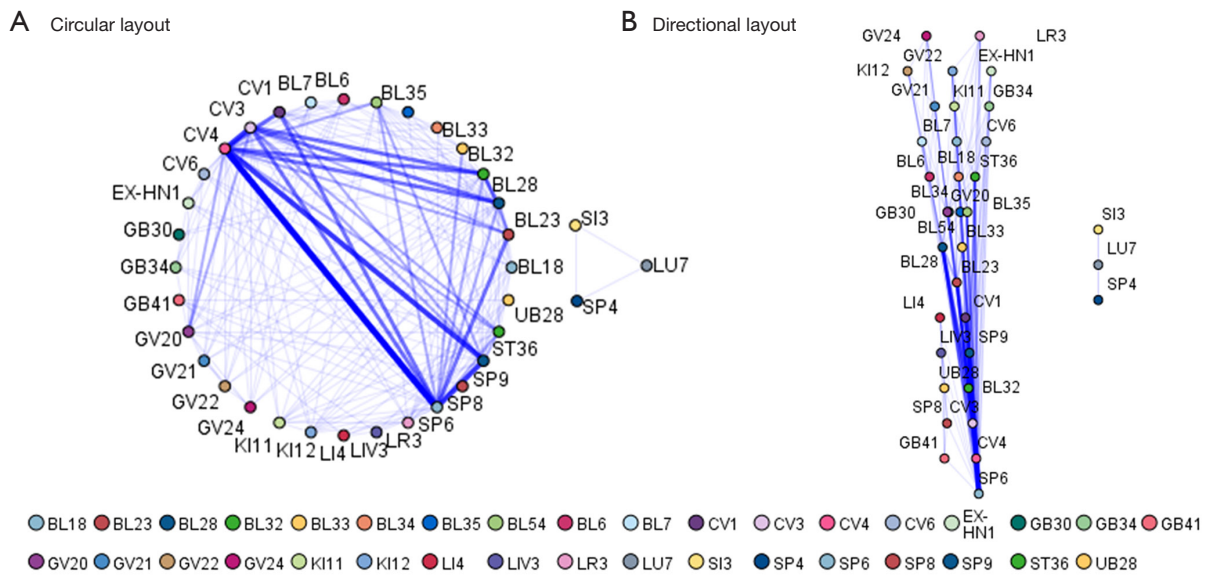 A Circular layout
B Directional layout
BL7 BL6
CV1 BL35
CV3
BL33
CV4
BL32
CV6
BL28
EX-HN1
BL23
SI3
GB30
GB34
BL18
LU7
GB41
UB28
SP4
GV20
ST36
GV21
SP9
GV22
SP8
GV24
SP6
KI11 KI12 LI4 LIV3 LR3
GV24 LR3
GV22 EX-HN1
KI12
GV21 KI11 GB34
BL7 CV6
BL6 BL18 ST36
BL34 GV20
GB30 BL35
BL54 BL33
BL28 BL23
LI4 CV1
LIV3 SP9
UB28 BL32
SP8 CV3
GB41 CV4
SP6
SI3
LU7
SP4
BL18 BL23 BL28 BL32 BL33 BL34 BL35 BL54 BL6 BL7 CV1 CV3 CV4 CV6 EX-HN1 GB30 GB34 GB41
GV20 GV21 GV22 GV24 KI11 KI12 LI4 LIV3 LR3 LU7 SI3 SP4 SP6 SP8 SP9 ST36 UB28